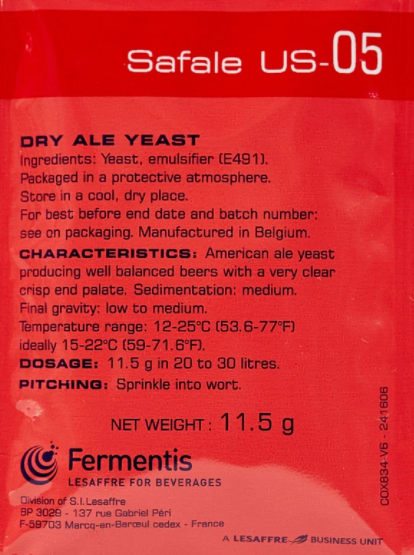 Safale US-05
DRY ALE YEAST
Ingredients: Yeast, emulsifier (E491).
Packaged in a protective atmosphere.
Store in a cool, dry place.
For best before end date and batch number:
see on packaging. Manufactured in Belgium.
CHARACTERISTICS: American ale yeast
producing well balanced beers with a very clear
crisp end palate. Sedimentation: medium.
Final gravity: low to medium.
Temperature range: 12-25°C (53.6-77°F)
ideally 15-22°C (59-71.6°F).
DOSAGE: 11.5 g in 20 to 30 litres.
PITCHING: Sprinkle into wort.
NET WEIGHT : 11.5 g
Fermentis
LESAFFRE FOR BEVERAGES
Division of S.I.Lesaffre
BP 3029 - 137 rue Gabriel Péri
F-59703 Marcq-en-Barœul cedex - France
A LESAFFRE BUSINESS UNIT
COX834-V6 - 241606